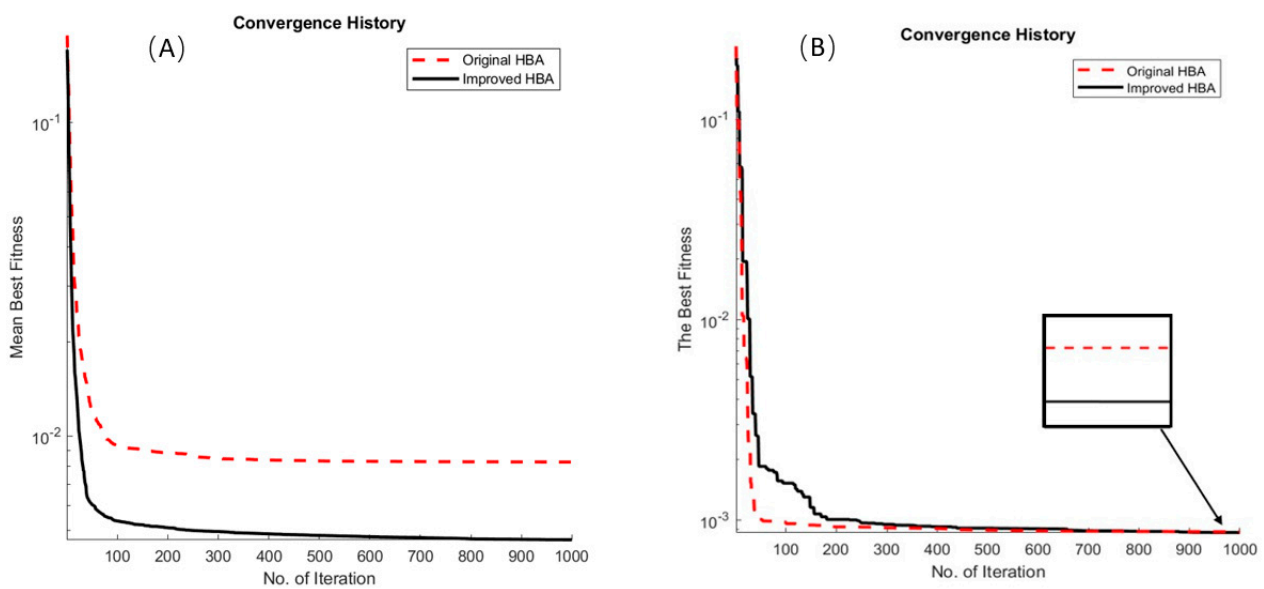 Convergence History
(A)
Original HBA
Improved HBA
Mean Best Fitness
10^-1
10^-2
100 200 300 400 500 600 700 800 900 1000
No. of Iteration
Convergence History
(B)
Original HBA
Improved HBA
The Best Fitness
10^-1
10^-2
10^-3
100 200 300 400 500 600 700 800 900 1000
No. of Iteration